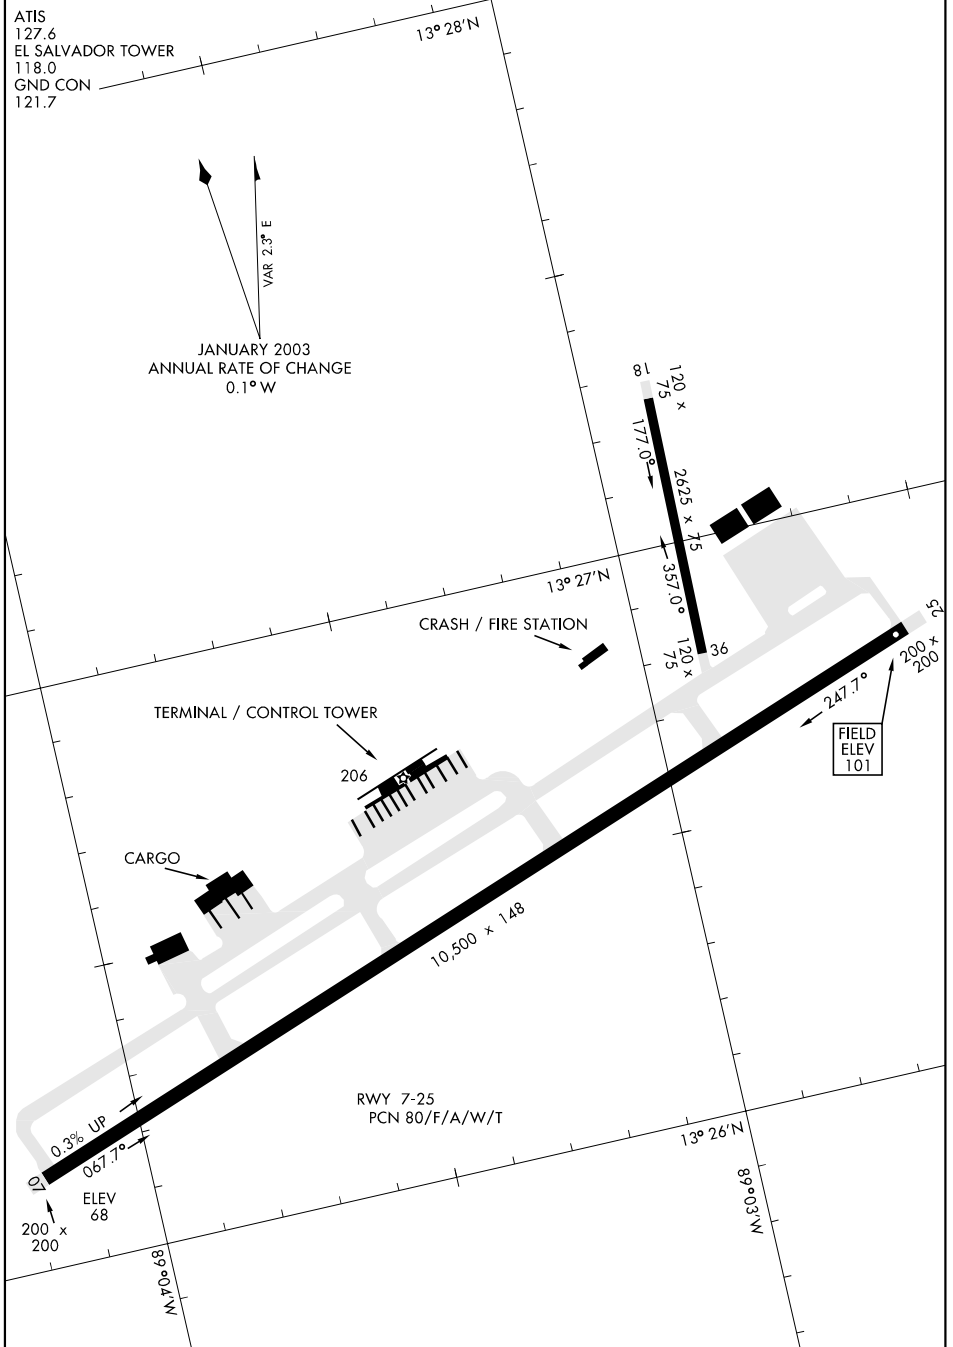 ATIS
127.6
EL SALVADOR TOWER
118.0
GND CON
121.7
13° 28'N
VAR 2.3° E
JANUARY 2003
ANNUAL RATE OF CHANGE
0.1° W
18
120 x
75
177.0°
2625 x 75
357.0°
120 x
75
36
13° 27'N
CRASH / FIRE STATION
25
200 x
200
247.7°
FIELD
ELEV
101
TERMINAL / CONTROL TOWER
206
CARGO
10,500 x 148
RWY 7-25
PCN 80/F/A/W/T
0.3% UP
067.7°
07
ELEV
68
200 x
200
13° 26'N
89°03'W
89°04'W